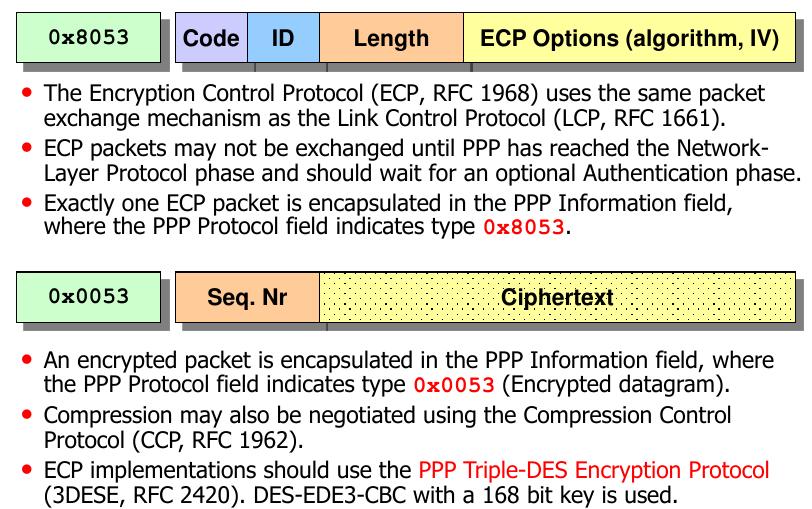 0x8053 Code ID Length ECP Options (algorithm, IV)
• The Encryption Control Protocol (ECP, RFC 1968) uses the same packet
exchange mechanism as the Link Control Protocol (LCP, RFC 1661).
• ECP packets may not be exchanged until PPP has reached the Network-
Layer Protocol phase and should wait for an optional Authentication phase.
• Exactly one ECP packet is encapsulated in the PPP Information field,
where the PPP Protocol field indicates type 0x8053.
0x0053 Seq. Nr Ciphertext
• An encrypted packet is encapsulated in the PPP Information field, where
the PPP Protocol field indicates type 0x0053 (Encrypted datagram).
• Compression may also be negotiated using the Compression Control
Protocol (CCP, RFC 1962).
• ECP implementations should use the PPP Triple-DES Encryption Protocol
(3DESE, RFC 2420). DES-EDE3-CBC with a 168 bit key is used.